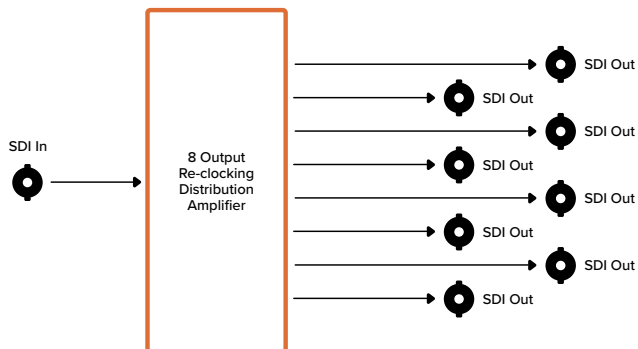 SDI In
8 Output
Re-clocking
Distribution
Amplifier
SDI Out
SDI Out
SDI Out
SDI Out
SDI Out
SDI Out
SDI Out
SDI Out